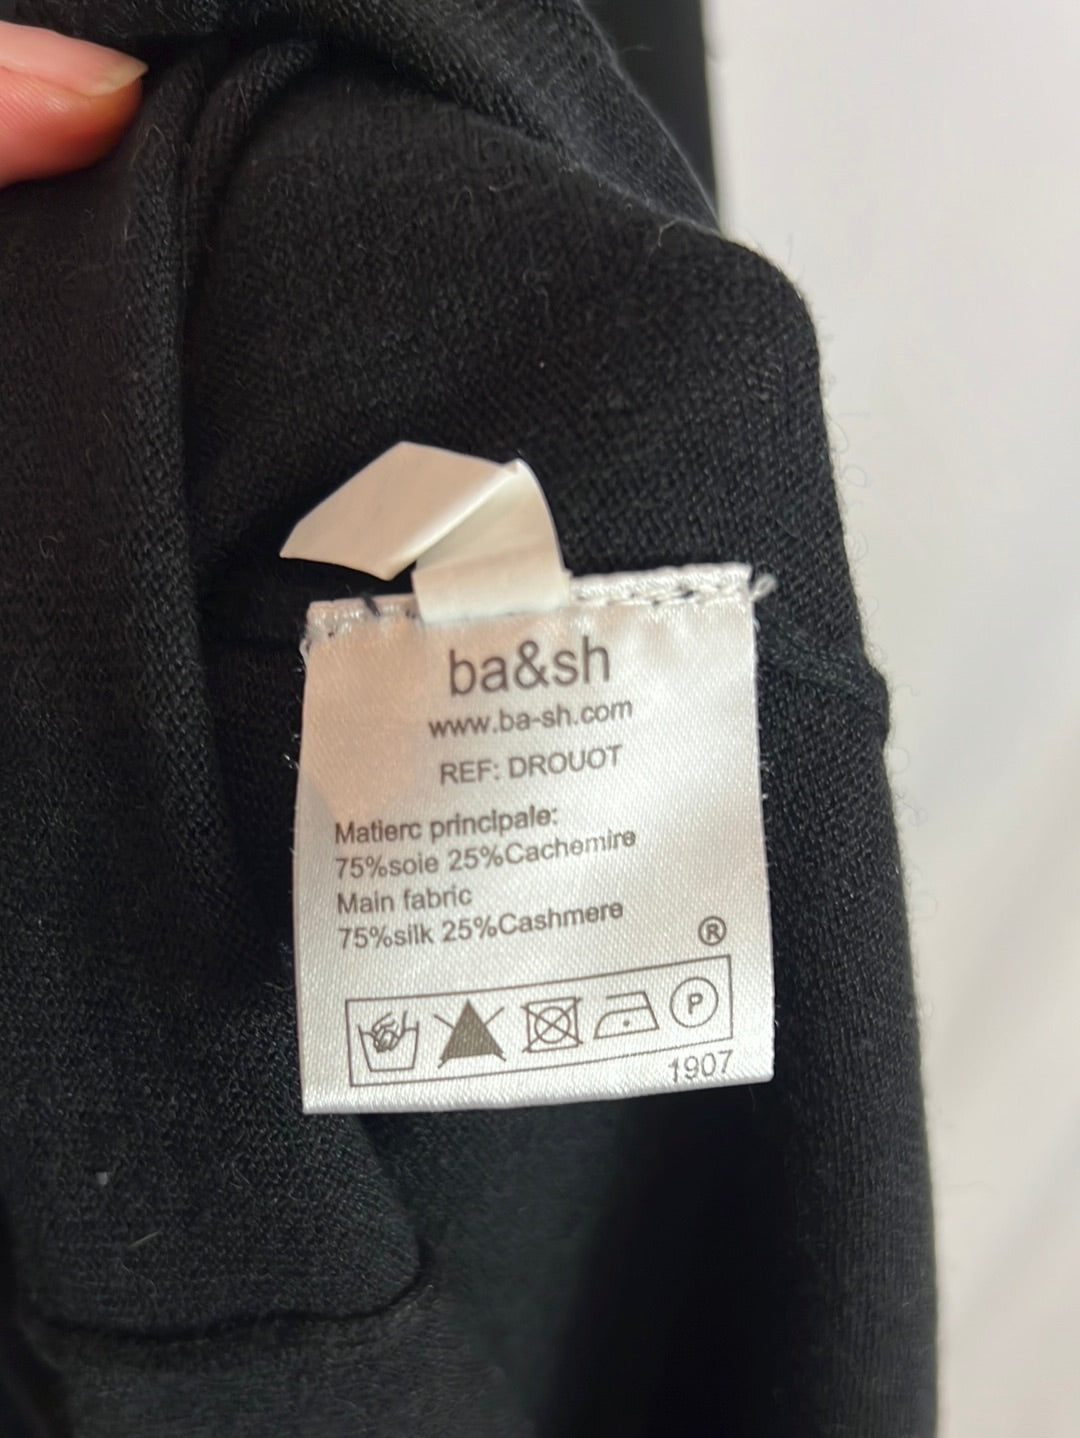 ba&sh
www.ba-sh.com
REF: DROUOT
Matierc principale:
75%soie 25%Cachemire
Main fabric
75%silk 25%Cashmere
®
P
1907